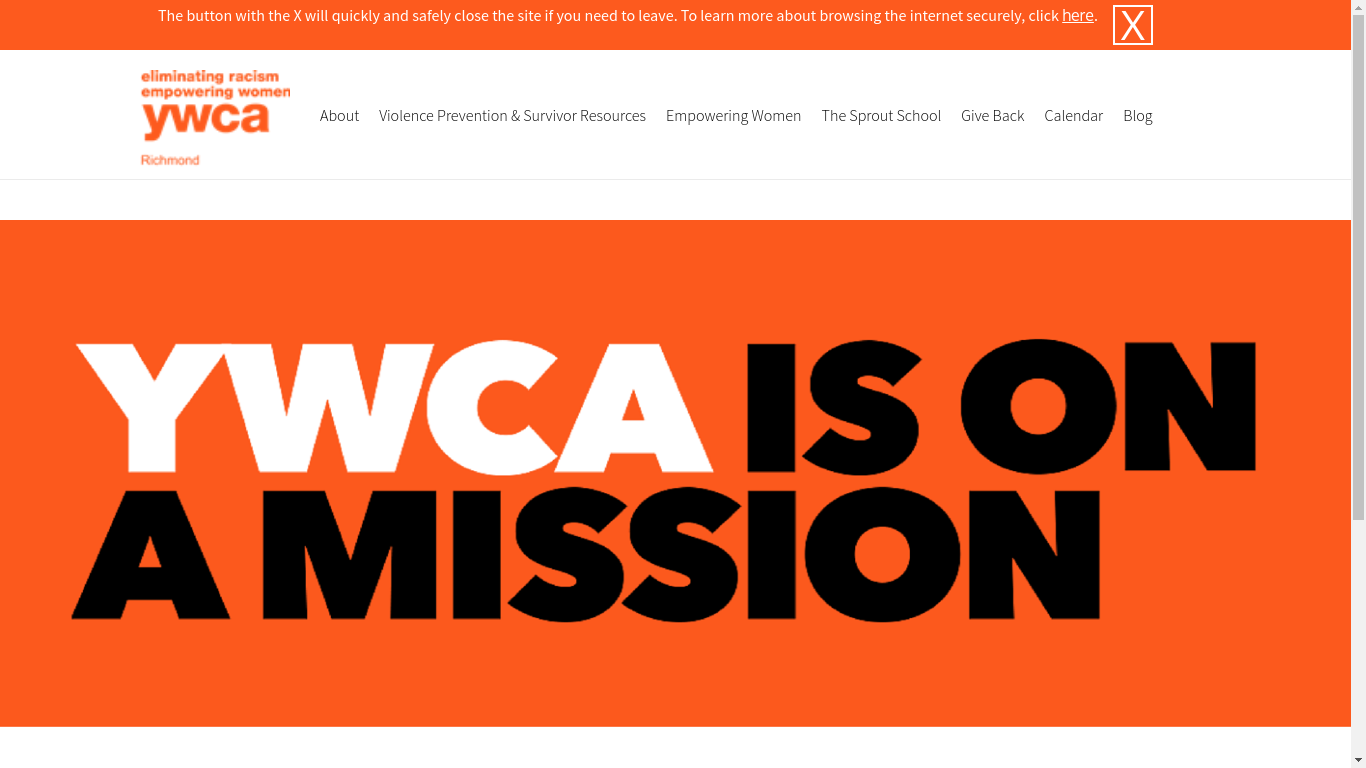 The button with the X will quickly and safely close the site if you need to leave. To learn more about browsing the internet securely, click here.
X
eliminating racism
empowering women
ywca
Richmond
About
Violence Prevention & Survivor Resources
Empowering Women
The Sprout School
Give Back
Calendar
Blog
YWCA IS ON
A MISSION